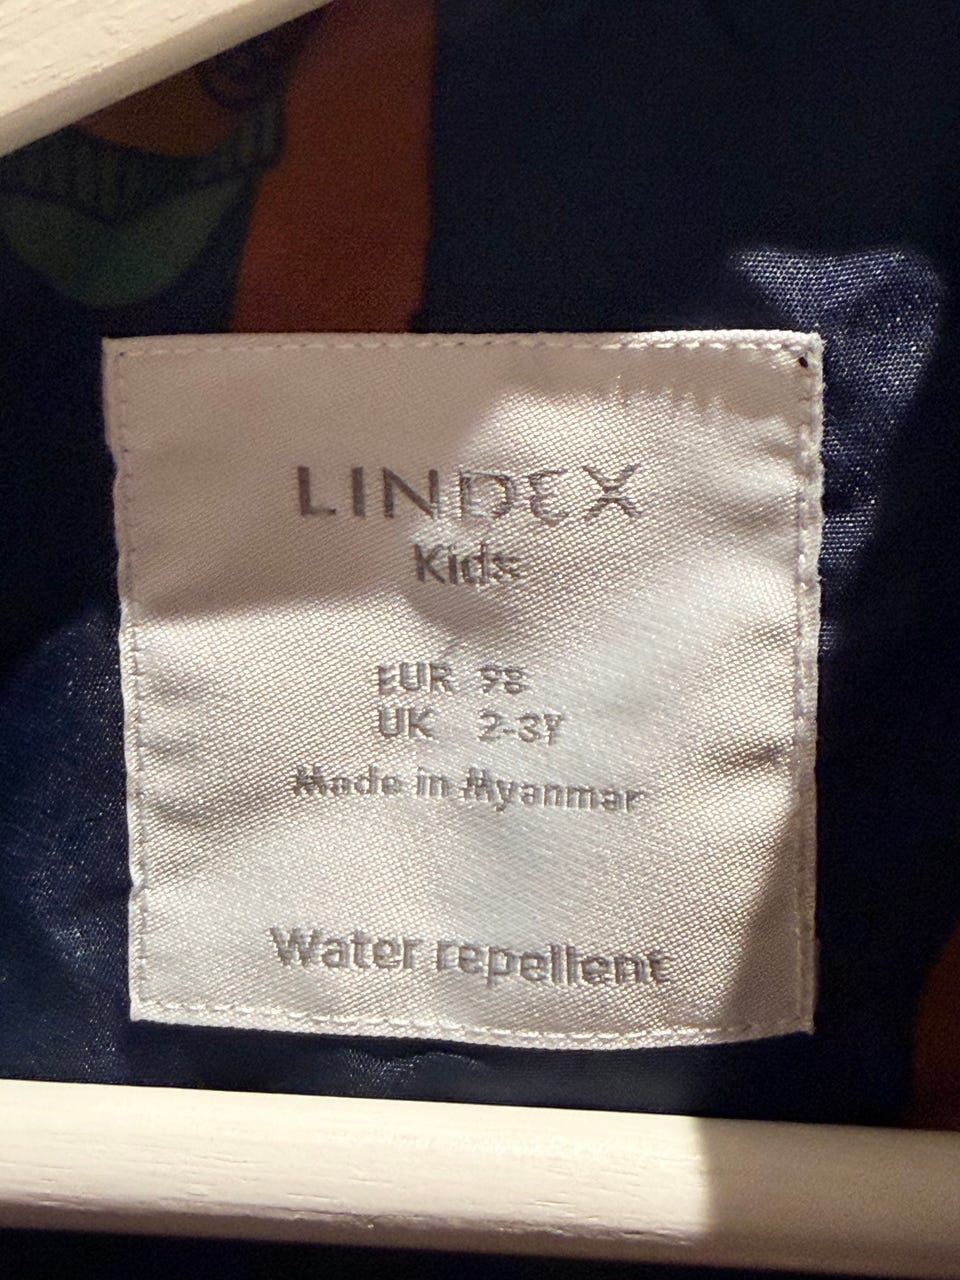 LINDEX
Kids
EUR 98
UK 2-3Y
Made in Myanmar
Water repellent